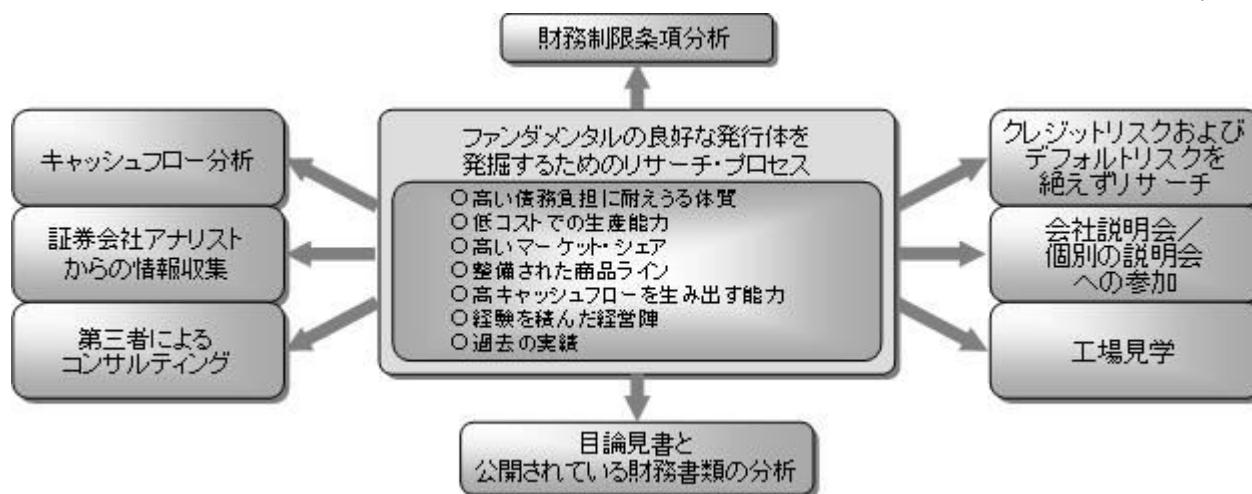 財務制限条項分析
キャッシュフロー分析
証券会社アナリスト
からの情報収集
第三者による
コンサルティング
ファンダメンタルの良好な発行体を
発掘するためのリサーチ・プロセス
○高い債務負担に耐えうる体質
○低コストでの生産能力
○高いマーケット・シェア
○整備された商品ライン
○高キャッシュフローを生み出す能力
○経験を積んだ経営陣
○過去の実績
クレジットリスクおよび
デフォルトリスクを
絶えずリサーチ
会社説明会／
個別の説明会
への参加
工場見学
目論見書と
公開されている財務書類の分析